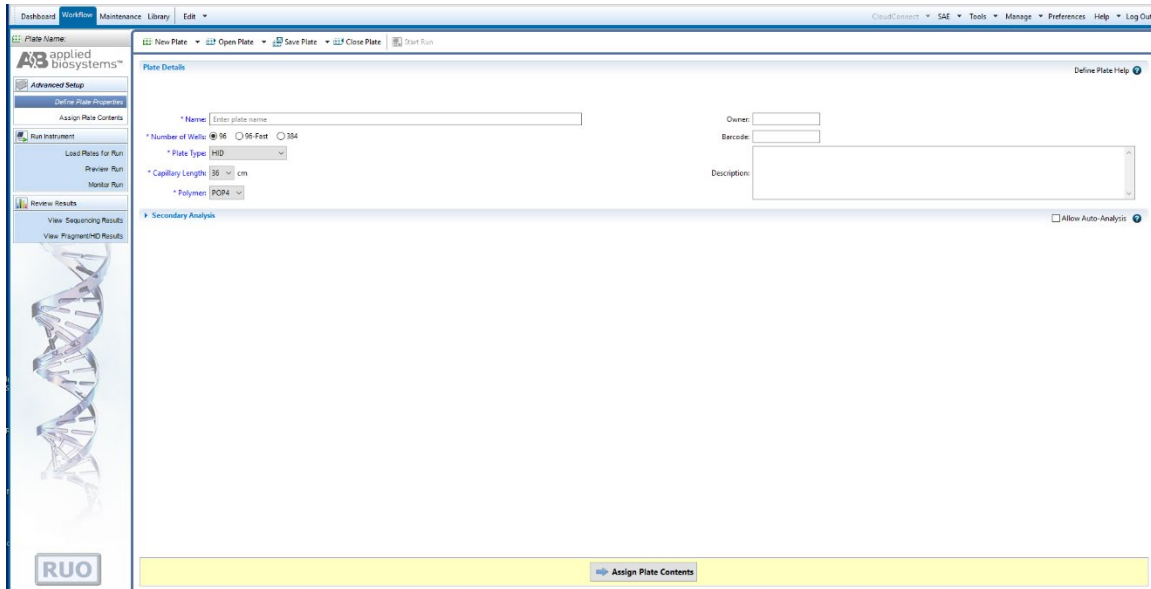 Dashboard Workflow Maintenance Library Edit CloudConnect SAE Tools Manage Preferences Help Log Out
Plate Name:
New Plate Open Plate Save Plate Close Plate Start Run
AB applied biosystems™
Plate Details Define Plate Help
Advanced Setup
Define Plate Properties
Assign Plate Contents
* Name: Enter plate name Owner:
* Number of Wells: 96 96-Fast 384 Barcode:
* Plate Type: HID
* Capillary Length: 36 cm Description:
* Polymer: POP4
Run Instrument
Load Plates for Run
Preview Run
Monitor Run
Review Results
View Sequencing Results
View Fragment/HID Results
Secondary Analysis Allow Auto-Analysis
RUO
Assign Plate Contents